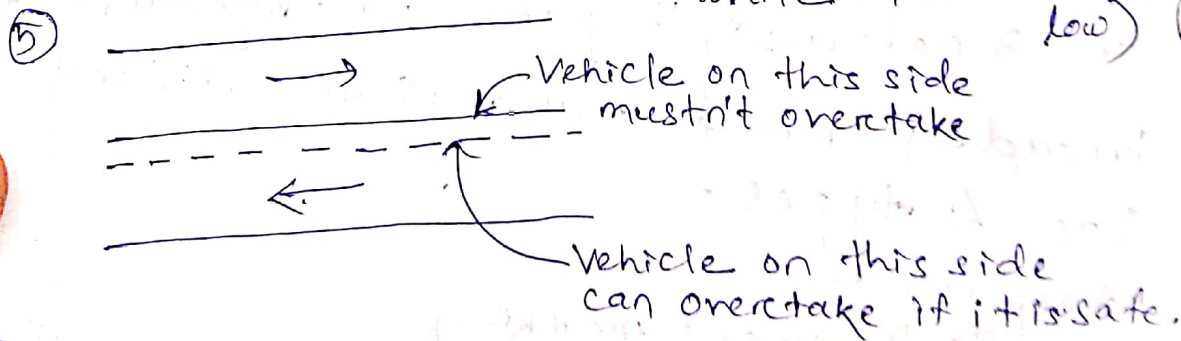 low)
5
Vehicle on this side
mustn't overtake
Vehicle on this side
can overtake if it is safe.